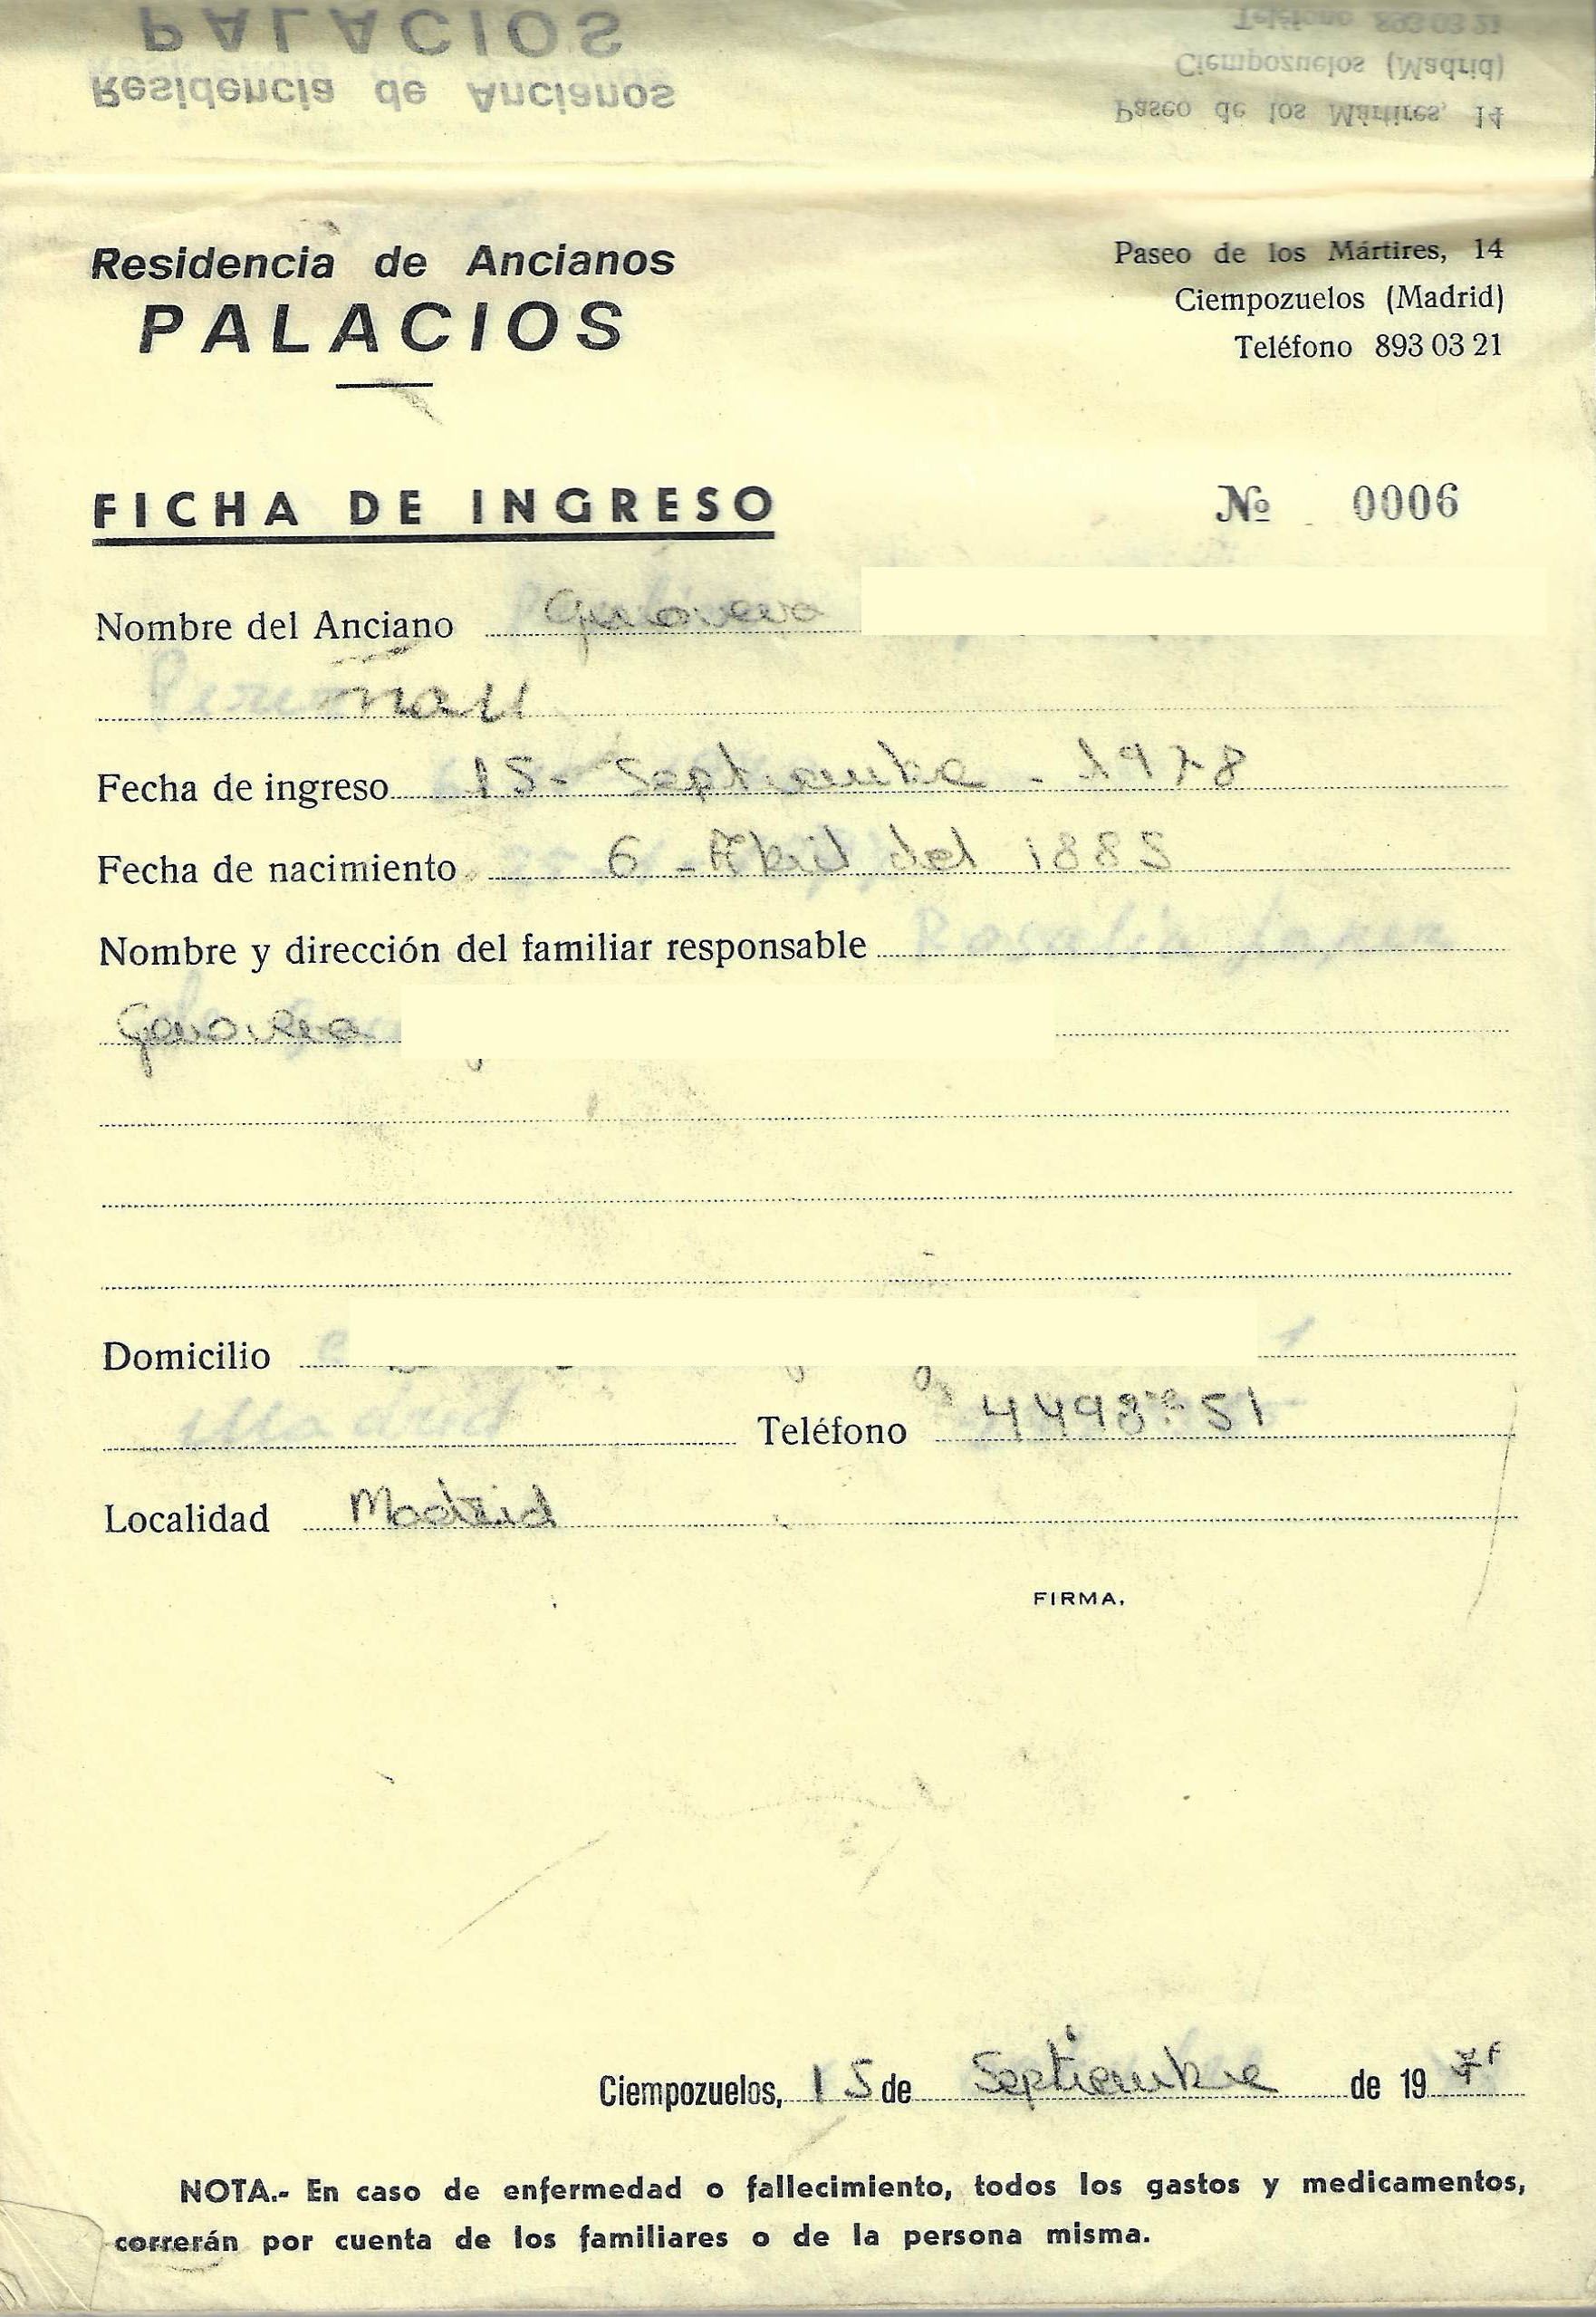 Residencia de Ancianos
PALACIOS
Paseo de los Mártires, 14
Ciempozuelos (Madrid)
Teléfono 893 03 21
FICHA DE INGRESO
Nº 0006
Nombre del Anciano
Fecha de ingreso 15- Septiembre - 1978
Fecha de nacimiento 6 - Abril del 1885
Nombre y dirección del familiar responsable
Domicilio
Madrid Teléfono
Localidad Madrid
FIRMA,
Ciempozuelos, 15 de Septiembre de 19
NOTA.- En caso de enfermedad o fallecimiento, todos los gastos y medicamentos,
correrán por cuenta de los familiares o de la persona misma.